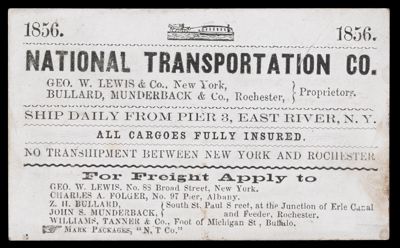 1856. 1856.
NATIONAL TRANSPORTATION CO.
GEO. W. LEWIS & Co., New York,
BULLARD, MUNDERBACK & Co., Rochester, } Proprietors.
SHIP DAILY FROM PIER 3, EAST RIVER, N. Y.
ALL CARGOES FULLY INSURED.
NO TRANSHIPMENT BETWEEN NEW YORK AND ROCHESTER
For Freight Apply to
GEO. W. LEWIS, No. 88 Broad Street, New York.
CHARLES A. FOLGER, No. 97 Pier, Albany.
Z. H. BULLARD, } South St. Paul Street, at the Junction of Erie Canal
JOHN S. MUNDERBACK, } and Feeder, Rochester.
WILLIAMS, TANNER & Co., Foot of Michigan St, Buffalo.
☞ MARK PACKAGES, "N. T Co."